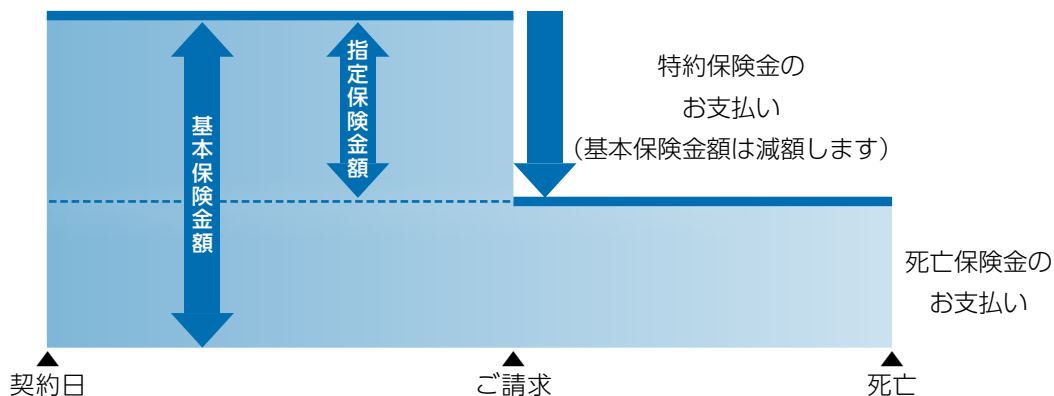 基本保険金額
指定保険金額
特約保険金の
お支払い
(基本保険金額は減額します)
死亡保険金の
お支払い
契約日
ご請求
死亡